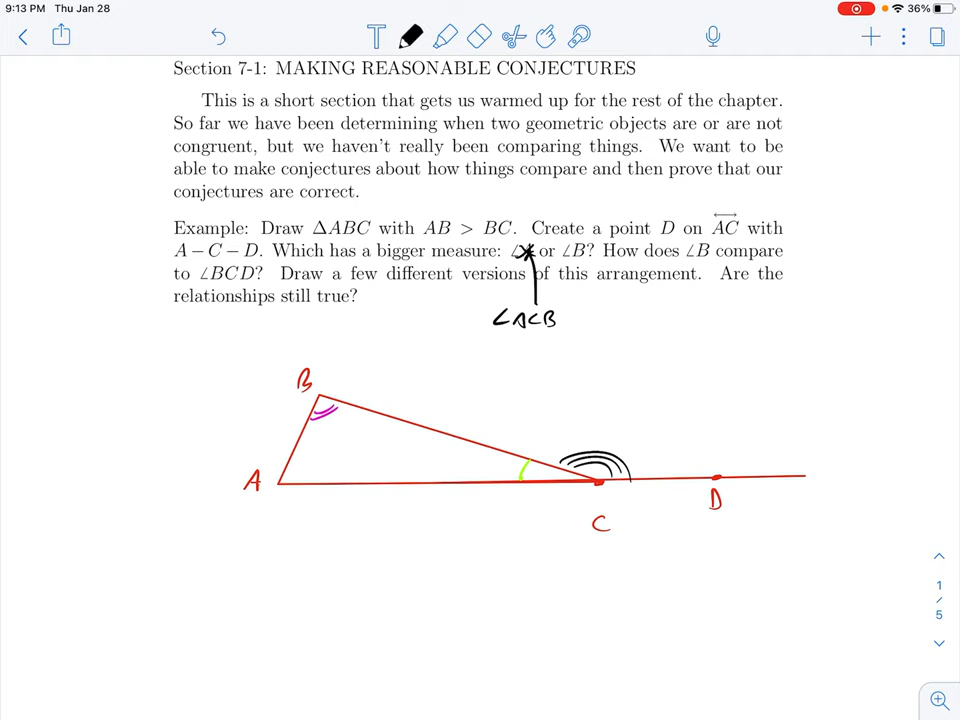 9:13 PM Thu Jan 28
36%
Section 7-1: MAKING REASONABLE CONJECTURES
This is a short section that gets us warmed up for the rest of the chapter.
So far we have been determining when two geometric objects are or are not
congruent, but we haven't really been comparing things. We want to be
able to make conjectures about how things compare and then prove that our
conjectures are correct.
Example: Draw ΔABC with AB > BC. Create a point D on AC with
A − C − D. Which has a bigger measure: ∠ or ∠B? How does ∠B compare
to ∠BCD? Draw a few different versions of this arrangement. Are the
relationships still true?
∠ACB
B
A
C
D
1
/
5